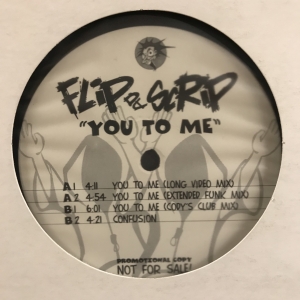 FLIP DA SCRIP
"YOU TO ME"
A1 4:11 YOU TO ME (LONG VIDEO MIX)
A2 4:54 YOU TO ME (EXTENDED FUNK MIX)
B1 6:01 YOU TO ME (CODY'S CLUB MIX)
B2 4:21 CONFUSION
PROMOTIONAL COPY
NOT FOR SALE!